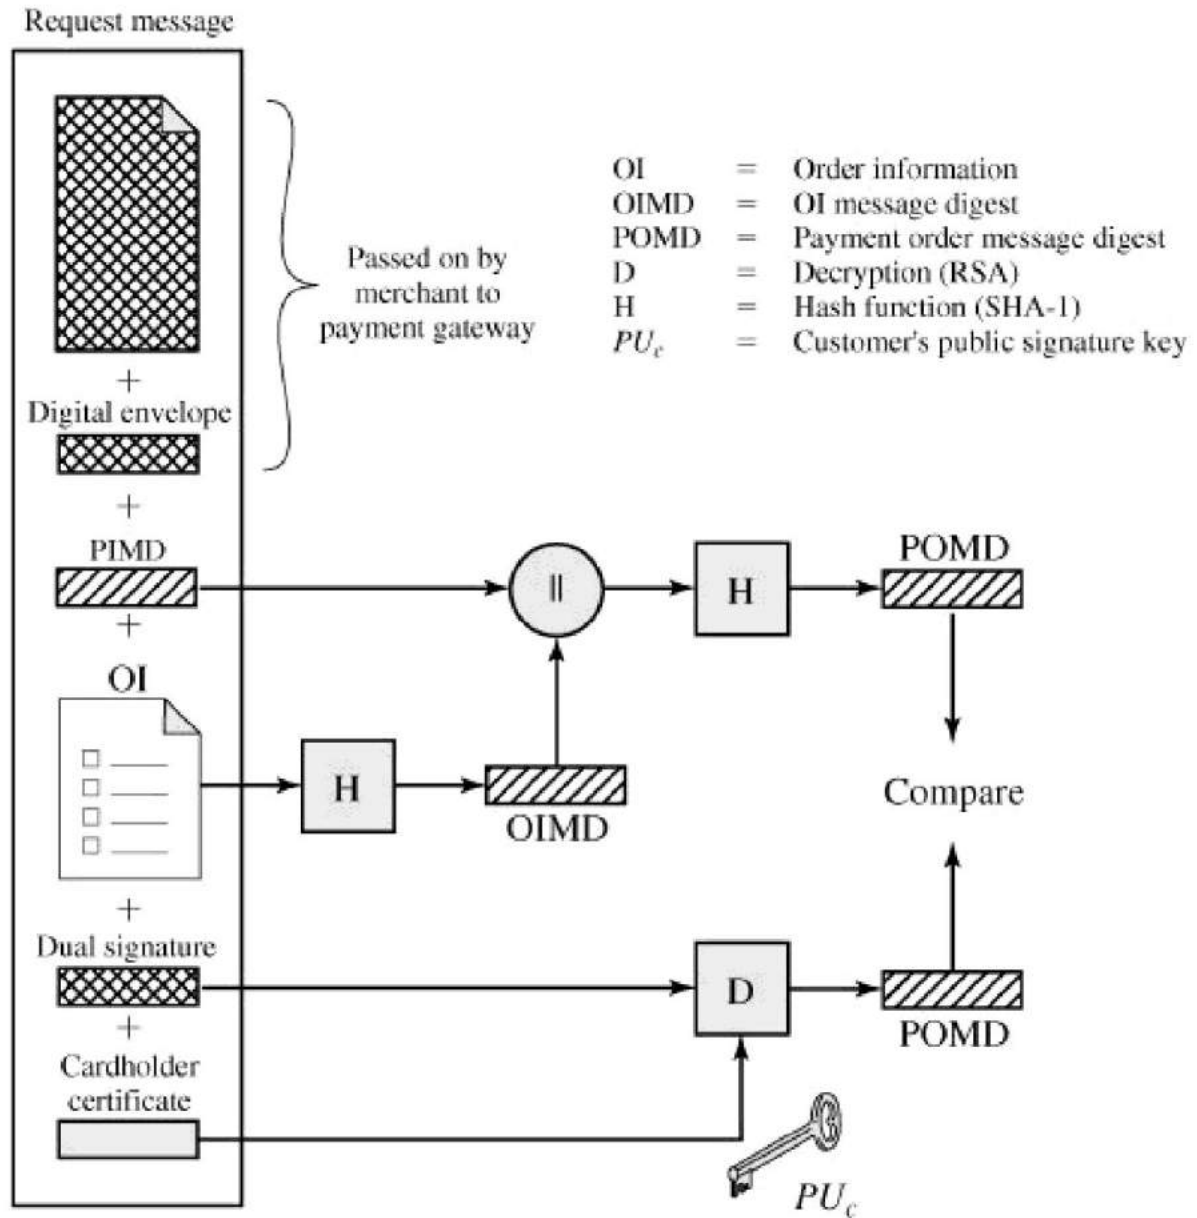 Request message
OI = Order information
OIMD = OI message digest
POMD = Payment order message digest
D = Decryption (RSA)
H = Hash function (SHA-1)
PUc = Customer's public signature key
Passed on by
merchant to
payment gateway
+
Digital envelope
+
PIMD
||
H
POMD
+
OI
H
OIMD
Compare
+
Dual signature
D
POMD
+
Cardholder
certificate
PUc